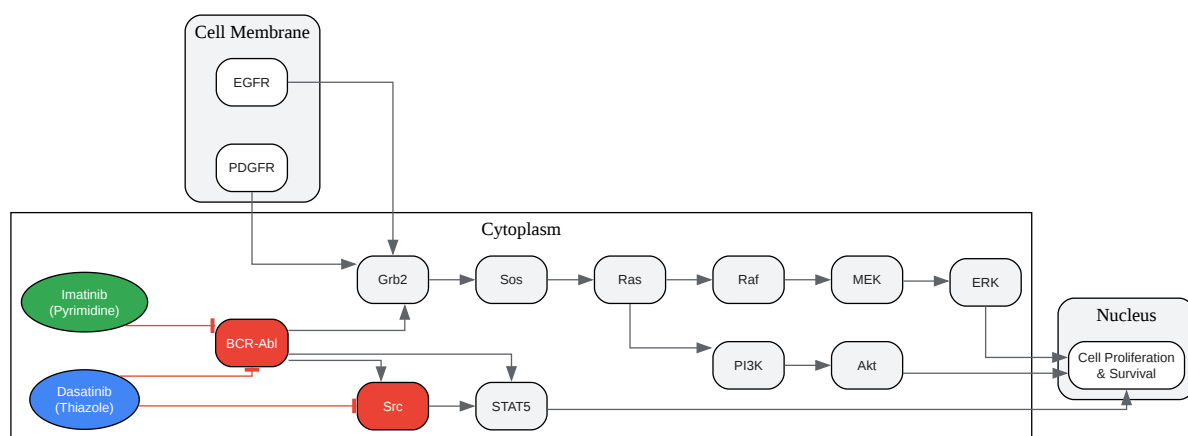 Cell Membrane
EGFR
PDGFR
Cytoplasm
Imatinib
(Pyrimidine)
Dasatinib
(Thiazole)
BCR-Abl
Src
Grb2
STAT5
Sos
Ras
Raf
MEK
ERK
PI3K
Akt
Nucleus
Cell Proliferation
& Survival